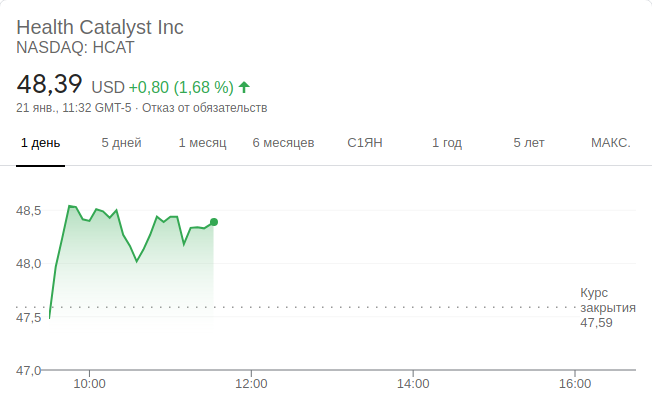 Health Catalyst Inc
NASDAQ: HCAT
48,39 USD +0,80 (1,68 %)
21 янв., 11:32 GMT-5 · Отказ от обязательств
1 день 5 дней 1 месяц 6 месяцев С1ЯН 1 год 5 лет МАКС.
48,5
48,0
47,5
47,0
Курс
закрытия
47,59
10:00 12:00 14:00 16:00